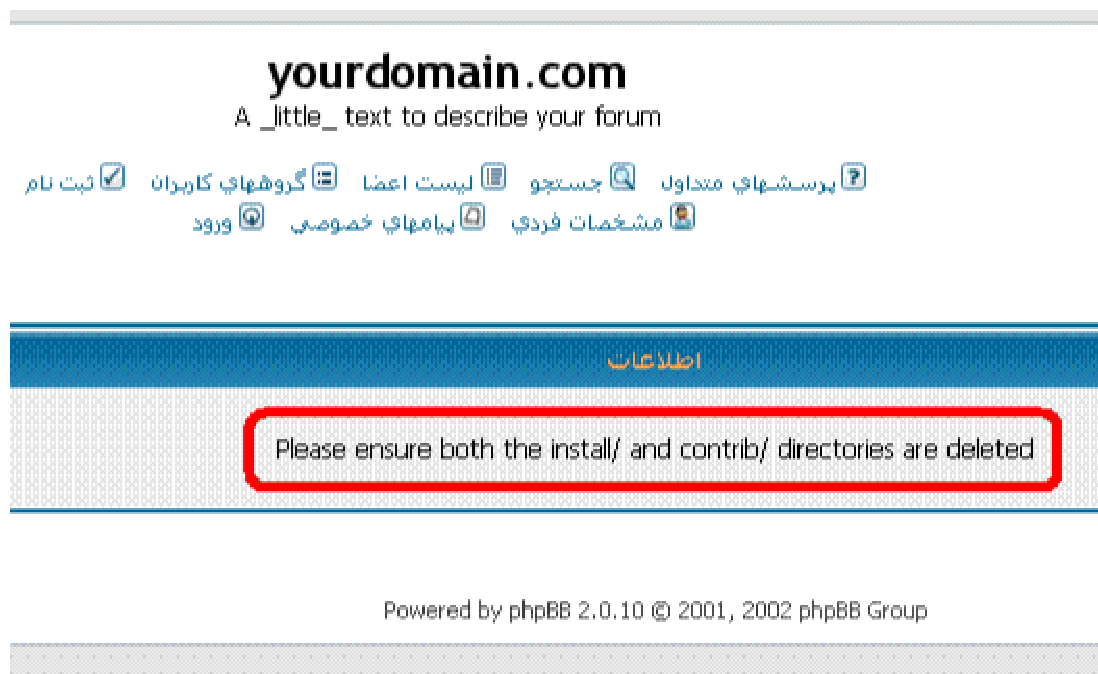 yourdomain.com
A _little_ text to describe your forum
پرسشهاي متداول جستجو ليست اعضا گروههاي كاربران ثبت نام
مشخصات فردي پيامهاي خصوصي ورود
اطلاعات
Please ensure both the install/ and contrib/ directories are deleted
Powered by phpBB 2.0.10 © 2001, 2002 phpBB Group